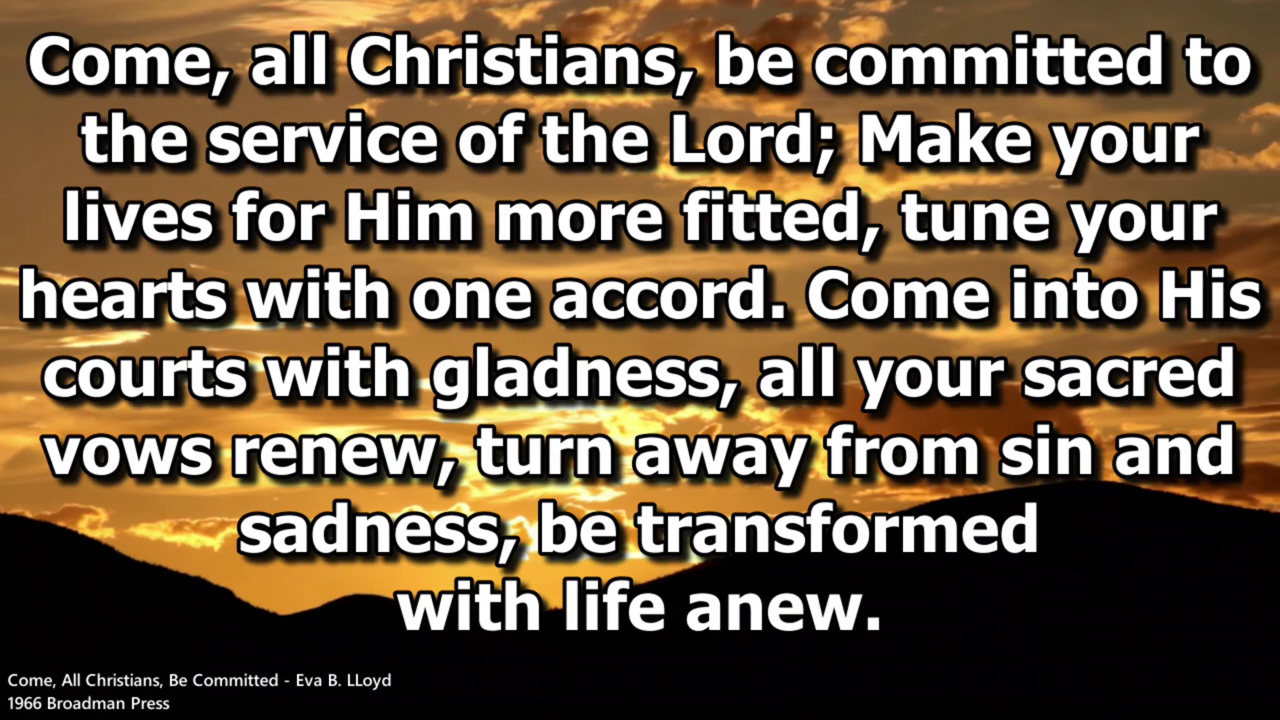 Come, all Christians, be committed to
the service of the Lord; Make your
lives for Him more fitted, tune your
hearts with one accord. Come into His
courts with gladness, all your sacred
vows renew, turn away from sin and
sadness, be transformed
with life anew.
Come, All Christians, Be Committed - Eva B. LLoyd
1966 Broadman Press